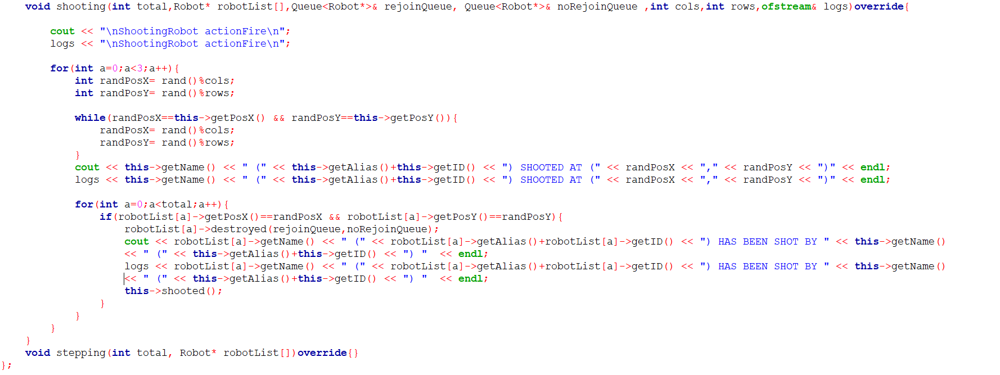 void shooting(int total,Robot* robotList[],Queue<Robot*>& rejoinQueue, Queue<Robot*>& noRejoinQueue ,int cols,int rows,ofstream& logs)override{
cout << "\nShootingRobot actionFire\n";
logs << "\nShootingRobot actionFire\n";
for(int a=0;a<3;a++){
int randPosX= rand()%cols;
int randPosY= rand()%rows;
while(randPosX==this->getPosX() && randPosY==this->getPosY()){
randPosX= rand()%cols;
randPosY= rand()%rows;
}
cout << this->getName() << " (" << this->getAlias()+this->getID() << ") SHOOTED AT (" << randPosX << "," << randPosY << ")" << endl;
logs << this->getName() << " (" << this->getAlias()+this->getID() << ") SHOOTED AT (" << randPosX << "," << randPosY << ")" << endl;
for(int a=0;a<total;a++){
if(robotList[a]->getPosX()==randPosX && robotList[a]->getPosY()==randPosY){
robotList[a]->destroyed(rejoinQueue,noRejoinQueue);
cout << robotList[a]->getName() << " (" << robotList[a]->getAlias()+robotList[a]->getID() << ") HAS BEEN SHOT BY " << this->getName()
<< " (" << this->getAlias()+this->getID() << ") "  << endl;
logs << robotList[a]->getName() << " (" << robotList[a]->getAlias()+robotList[a]->getID() << ") HAS BEEN SHOT BY " << this->getName()
<< " (" << this->getAlias()+this->getID() << ") "  << endl;
this->shooted();
}
}
}
}
void stepping(int total, Robot* robotList[])override{}
};